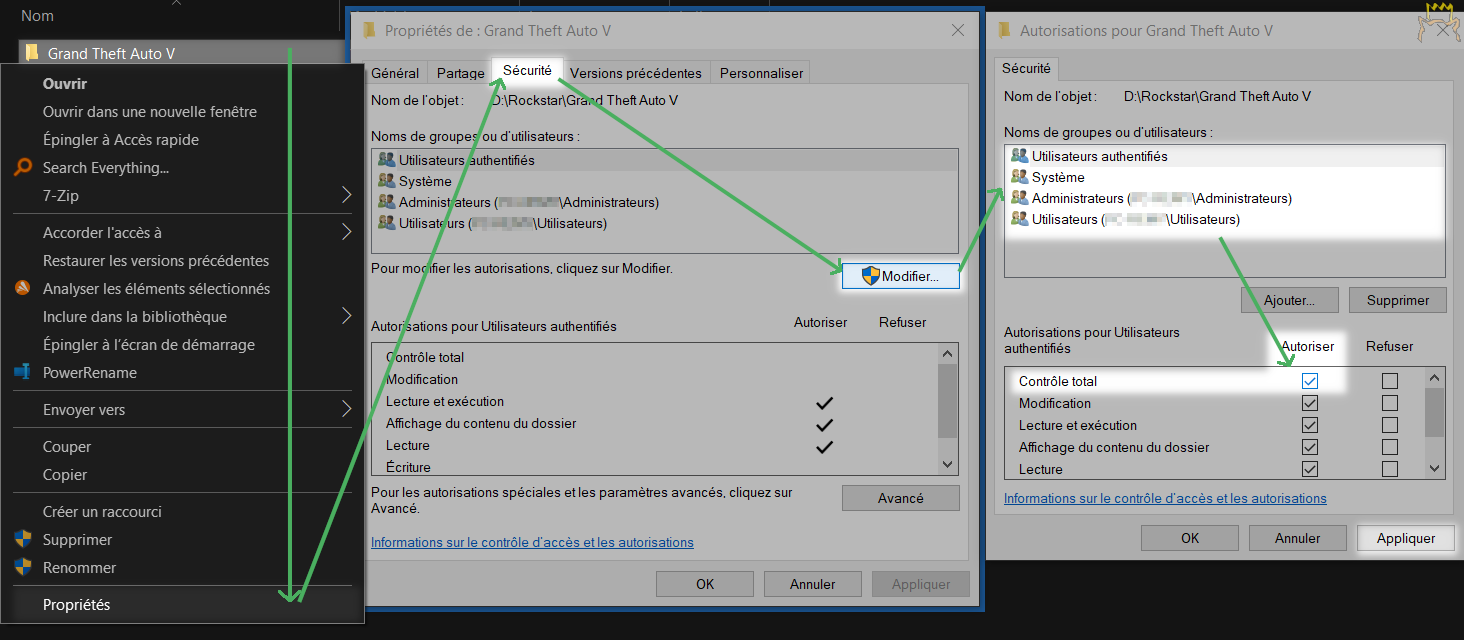 Nom
Grand Theft Auto V
Ouvrir
Ouvrir dans une nouvelle fenêtre
Épingler à Accès rapide
Search Everything...
7-Zip
Accorder l'accès à
Restaurer les versions précédentes
Analyser les éléments sélectionnés
Inclure dans la bibliothèque
Épingler à l'écran de démarrage
PowerRename
Envoyer vers
Couper
Copier
Créer un raccourci
Supprimer
Renommer
Propriétés
Propriétés de : Grand Theft Auto V
Général Partage Sécurité Versions précédentes Personnaliser
Nom de l'objet : D:\Rockstar\Grand Theft Auto V
Noms de groupes ou d'utilisateurs :
Utilisateurs authentifiés
Système
Administrateurs (\Administrateurs)
Utilisateurs (\Utilisateurs)
Pour modifier les autorisations, cliquez sur Modifier.
Modifier...
Autorisations pour Utilisateurs authentifiés Autoriser Refuser
Contrôle total
Modification
Lecture et exécution
Affichage du contenu du dossier
Lecture
Écriture
Pour les autorisations spéciales et les paramètres avancés, cliquez sur
Avancé.
Avancé
Informations sur le contrôle d'accès et les autorisations
OK Annuler Appliquer
Autorisations pour Grand Theft Auto V
Sécurité
Nom de l'objet : D:\Rockstar\Grand Theft Auto V
Noms de groupes ou d'utilisateurs :
Utilisateurs authentifiés
Système
Administrateurs (\Administrateurs)
Utilisateurs (\Utilisateurs)
Ajouter... Supprimer
Autorisations pour Utilisateurs
authentifiés Autoriser Refuser
Contrôle total
Modification
Lecture et exécution
Affichage du contenu du dossier
Lecture
Informations sur le contrôle d'accès et les autorisations
OK Annuler Appliquer